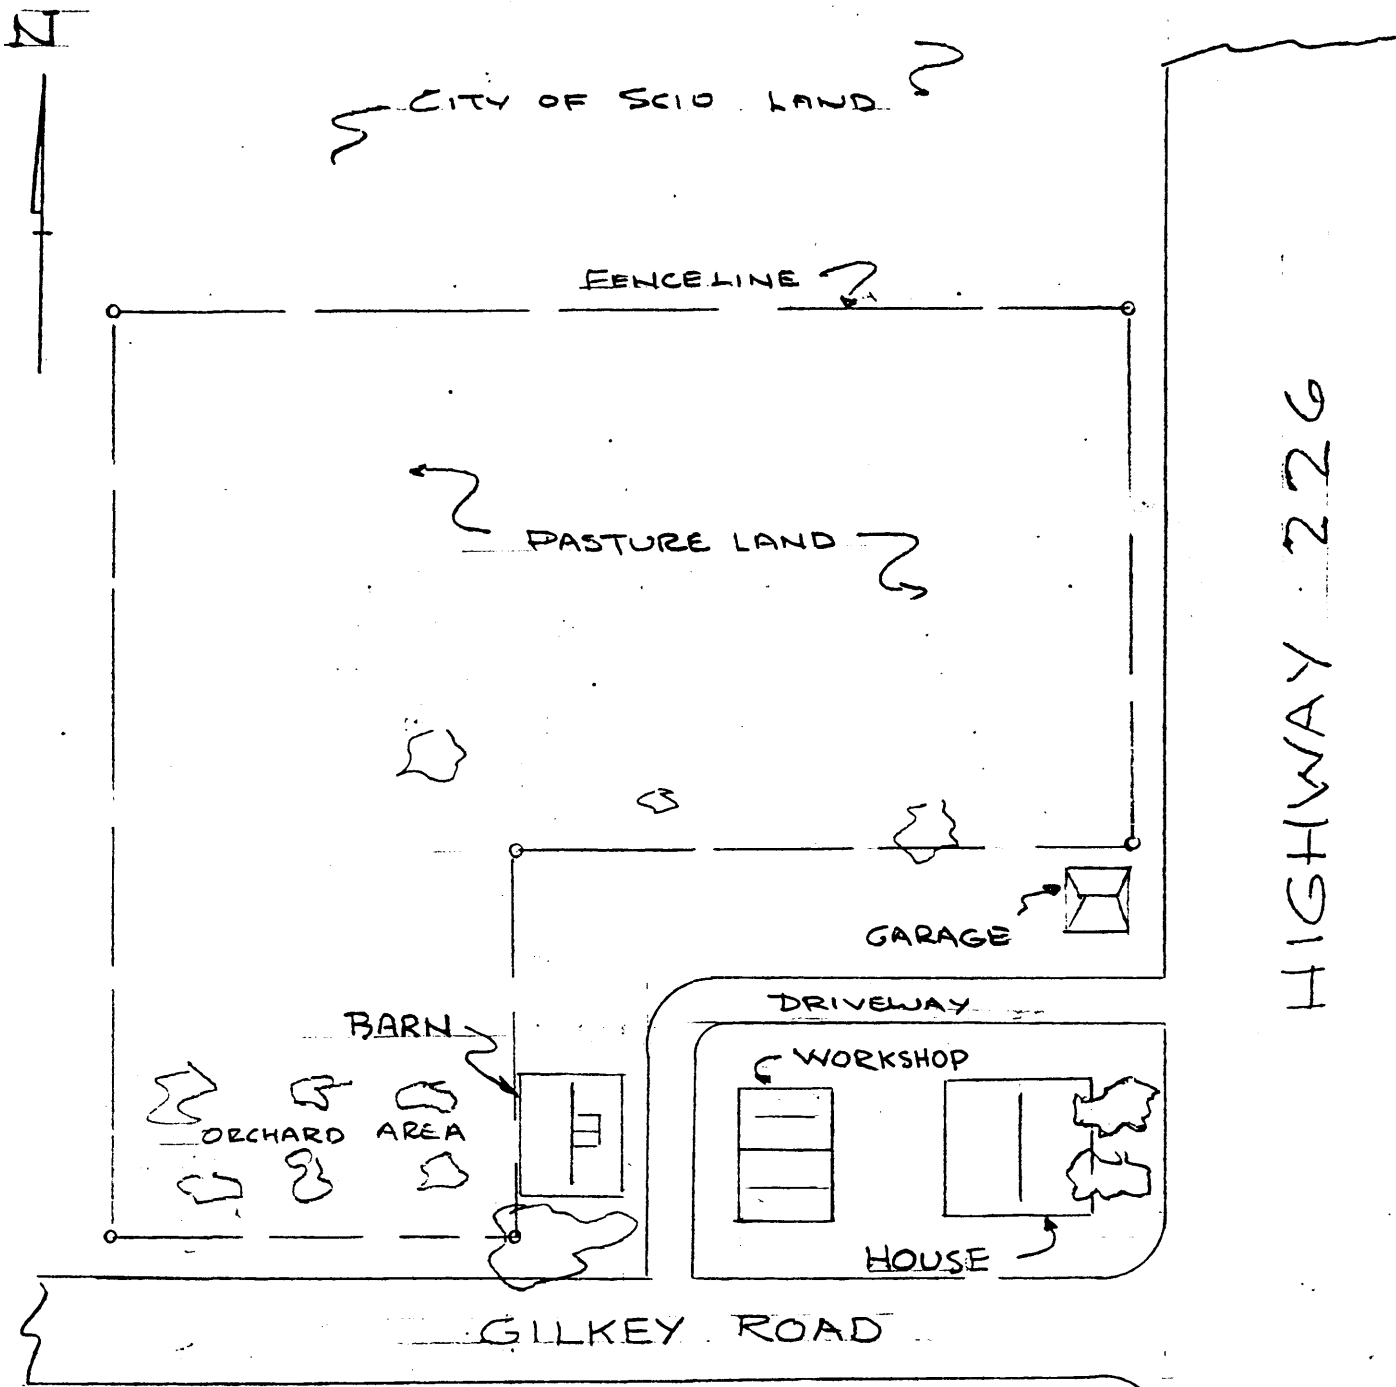 N
CITY OF SCIO LAND
FENCELINE
PASTURE LAND
HIGHWAY 226
GARAGE
DRIVEWAY
BARN
WORKSHOP
ORCHARD AREA
HOUSE
GILKEY ROAD